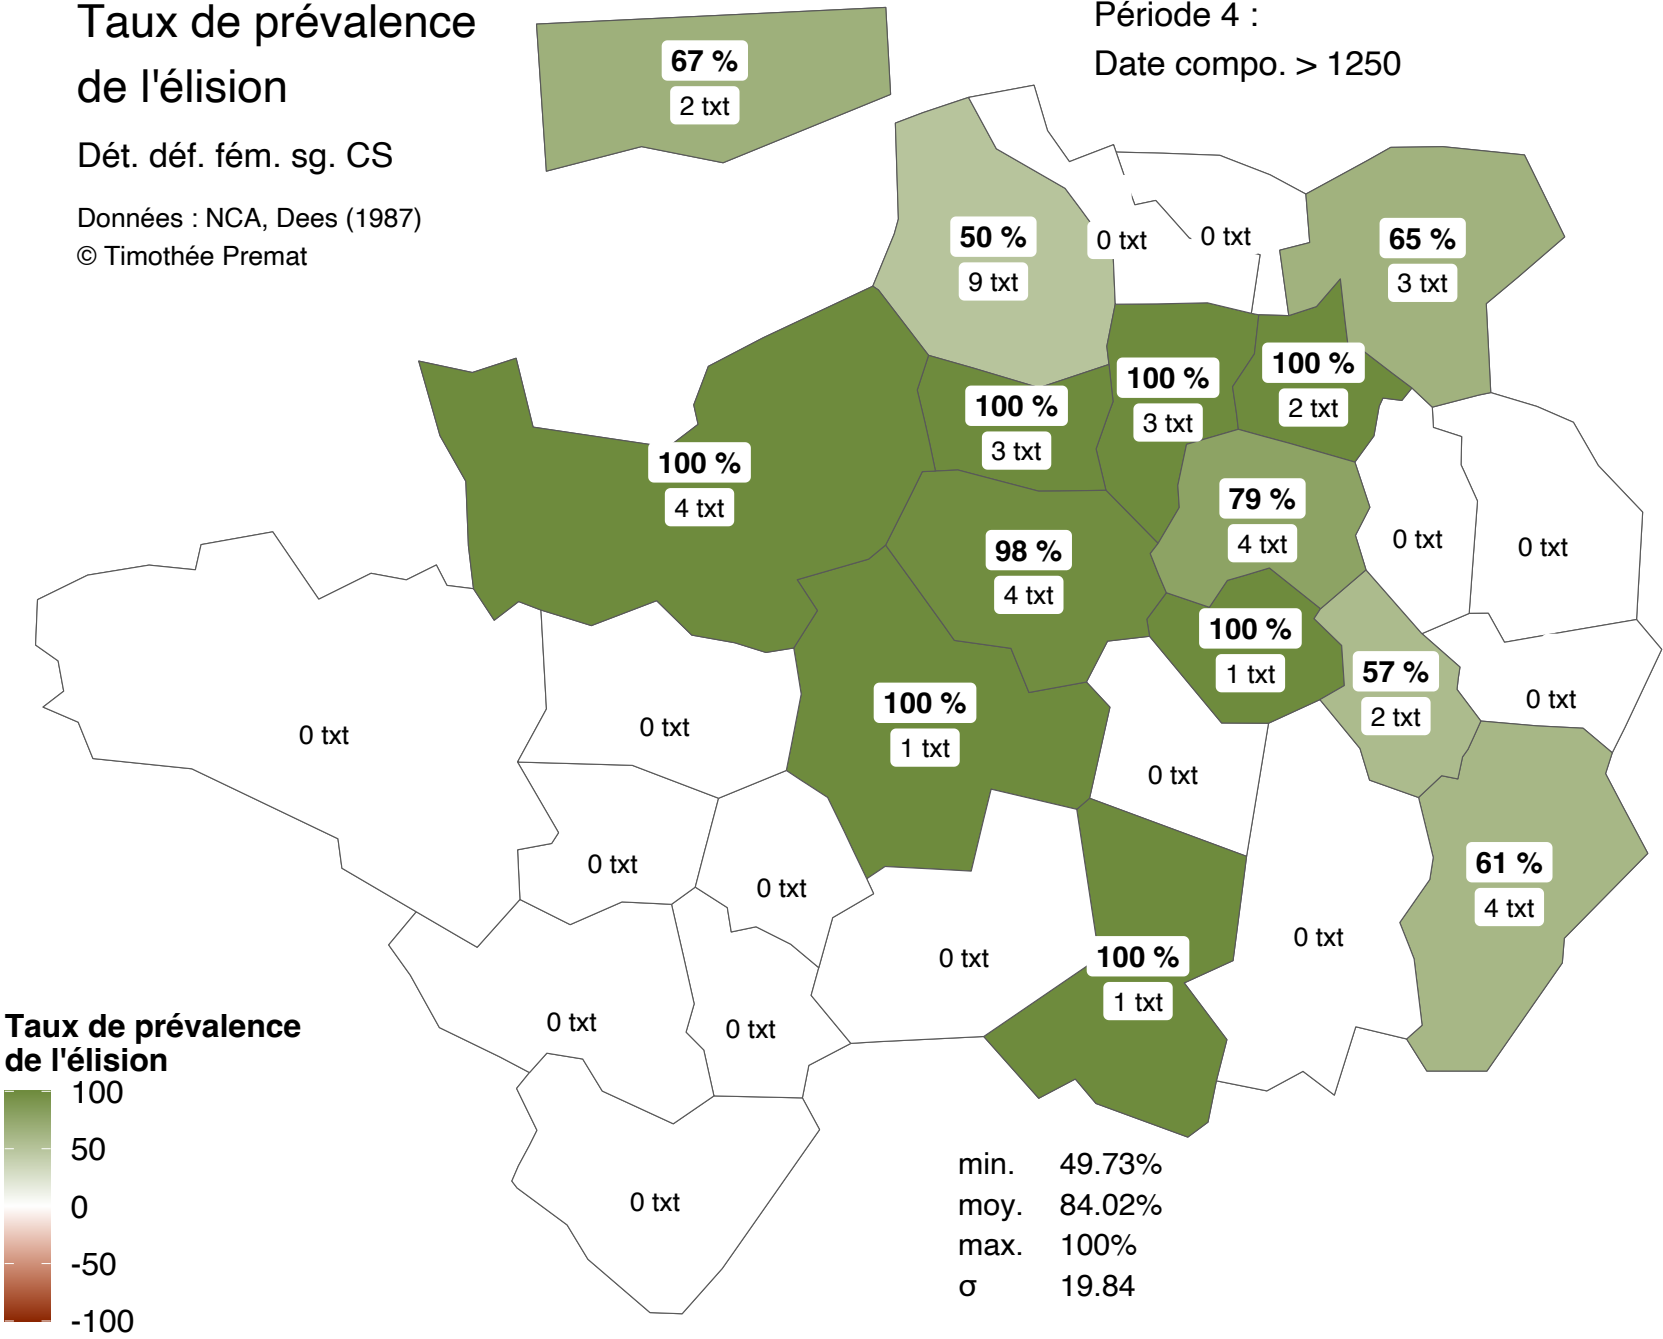 Taux de prévalence
de l'élision
Dét. déf. fém. sg. CS
Données : NCA, Dees (1987)
© Timothée Premat
Période 4 :
Date compo. > 1250
67 %
2 txt
50 %
9 txt
0 txt
0 txt
65 %
3 txt
100 %
4 txt
100 %
3 txt
100 %
3 txt
100 %
2 txt
98 %
4 txt
79 %
4 txt
0 txt
0 txt
100 %
1 txt
57 %
2 txt
0 txt
0 txt
0 txt
100 %
1 txt
0 txt
0 txt
0 txt
61 %
4 txt
0 txt
100 %
1 txt
0 txt
0 txt
0 txt
0 txt
Taux de prévalence
de l'élision
100
50
0
-50
-100
min. 49.73%
moy. 84.02%
max. 100%
σ 19.84